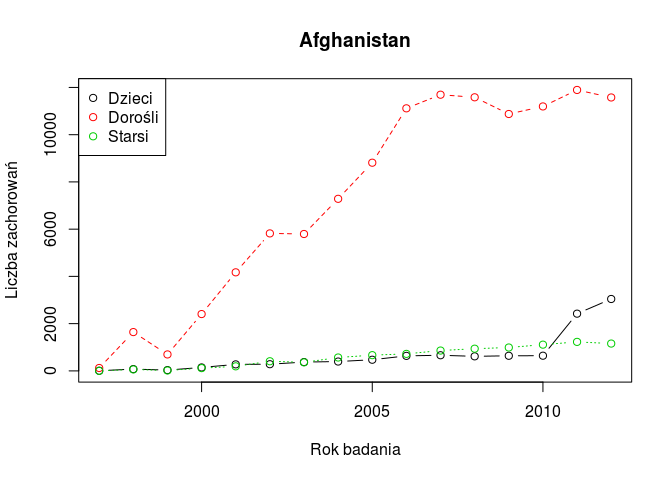 Afghanistan
Dzieci
Dorośli
Starsi
Liczba zachorowań
10000
6000
2000
0
2000
2005
2010
Rok badania